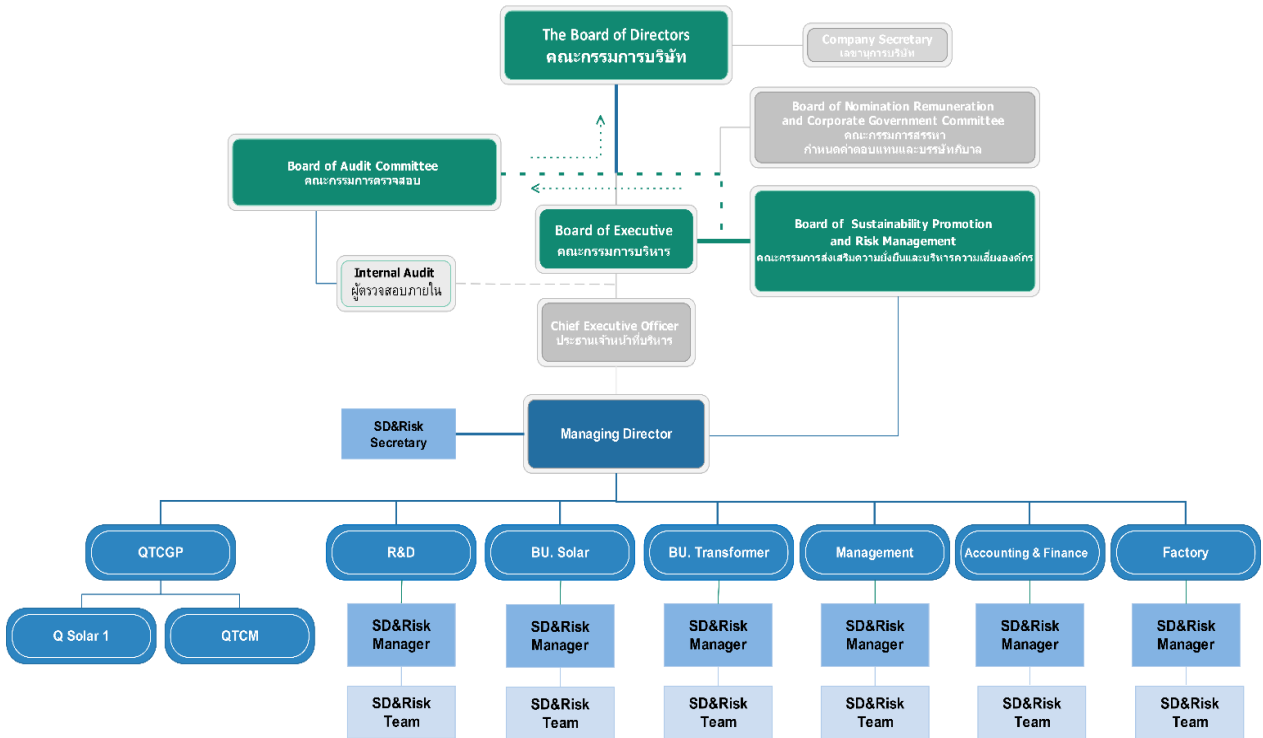 The Board of Directors
คณะกรรมการบริษัท
Company Secretary
เลขานุการบริษัท
Board of Nomination Remuneration
and Corporate Government Committee
คณะกรรมการสรรหา
กำหนดค่าตอบแทนและบรรษัทภิบาล
Board of Audit Committee
คณะกรรมการตรวจสอบ
Board of Executive
คณะกรรมการบริหาร
Board of Sustainability Promotion
and Risk Management
คณะกรรมการส่งเสริมความยั่งยืนและบริหารความเสี่ยงองค์กร
Internal Audit
ผู้ตรวจสอบภายใน
Chief Executive Officer
ประธานเจ้าหน้าที่บริหาร
SD&Risk
Secretary
Managing Director
QTCGP
R&D
BU. Solar
BU. Transformer
Management
Accounting & Finance
Factory
Q Solar 1
QTCM
SD&Risk
Manager
SD&Risk
Manager
SD&Risk
Manager
SD&Risk
Manager
SD&Risk
Manager
SD&Risk
Manager
SD&Risk
Team
SD&Risk
Team
SD&Risk
Team
SD&Risk
Team
SD&Risk
Team
SD&Risk
Team